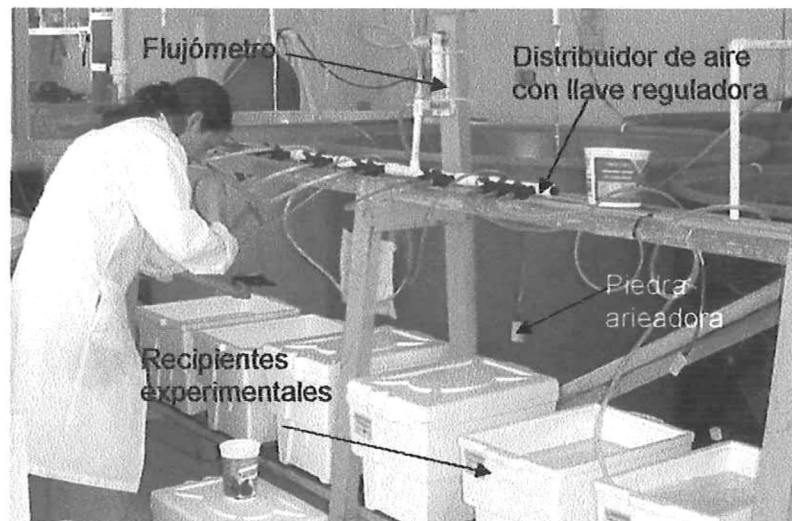 Flujómetro
Distribuidor de aire
con llave reguladora
Piedra
arieadora
Recipientes
experimentales